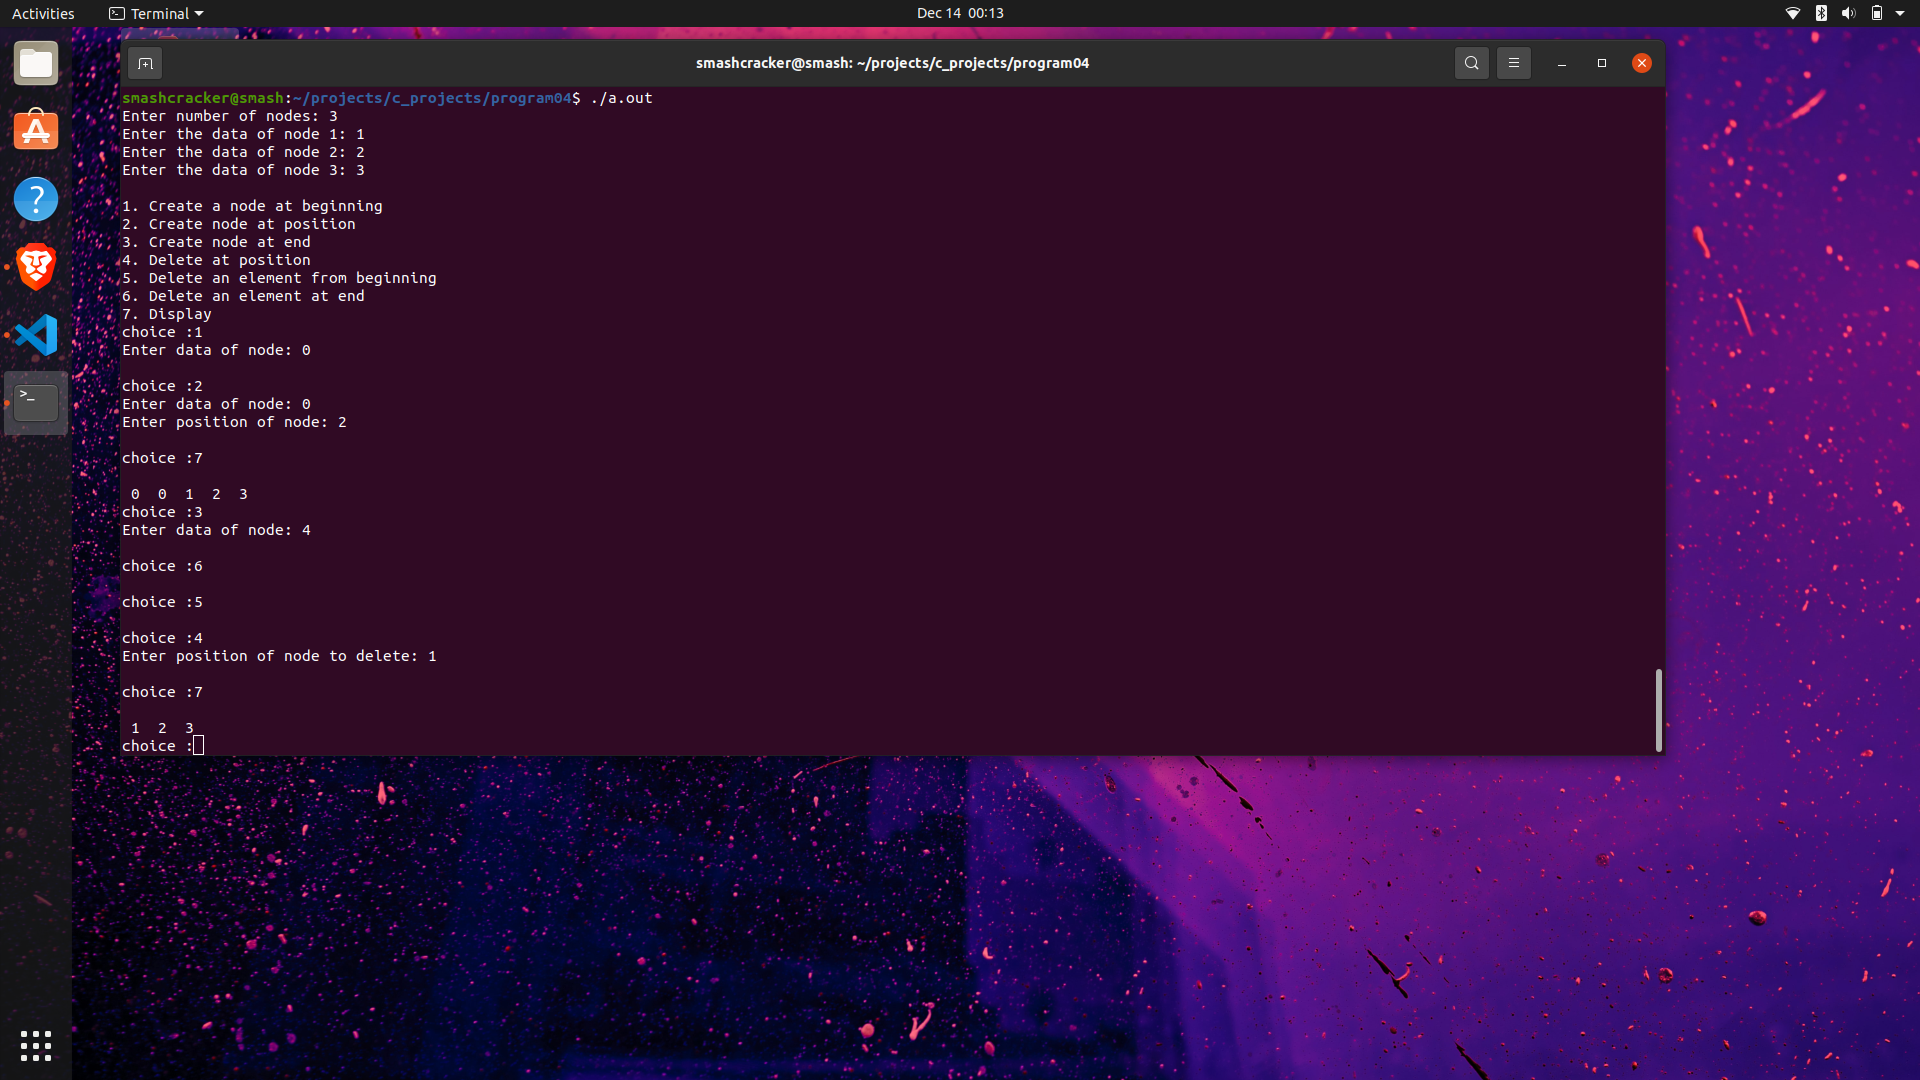 Activities Terminal Dec 14 00:13
smashcracker@smash: ~/projects/c_projects/program04
smashcracker@smash:~/projects/c_projects/program04$ ./a.out
Enter number of nodes: 3
Enter the data of node 1: 1
Enter the data of node 2: 2
Enter the data of node 3: 3
1. Create a node at beginning
2. Create node at position
3. Create node at end
4. Delete at position
5. Delete an element from beginning
6. Delete an element at end
7. Display
choice :1
Enter data of node: 0
choice :2
Enter data of node: 0
Enter position of node: 2
choice :7
0 0 1 2 3
choice :3
Enter data of node: 4
choice :6
choice :5
choice :4
Enter position of node to delete: 1
choice :7
1 2 3
choice :